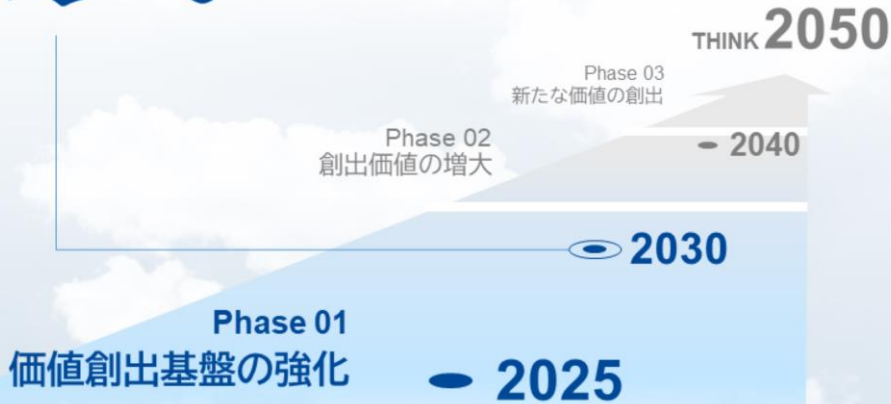 THINK 2050
Phase 03
新たな価値の創出
Phase 02
創出価値の増大
2040
2030
Phase 01
価値創出基盤の強化
2025